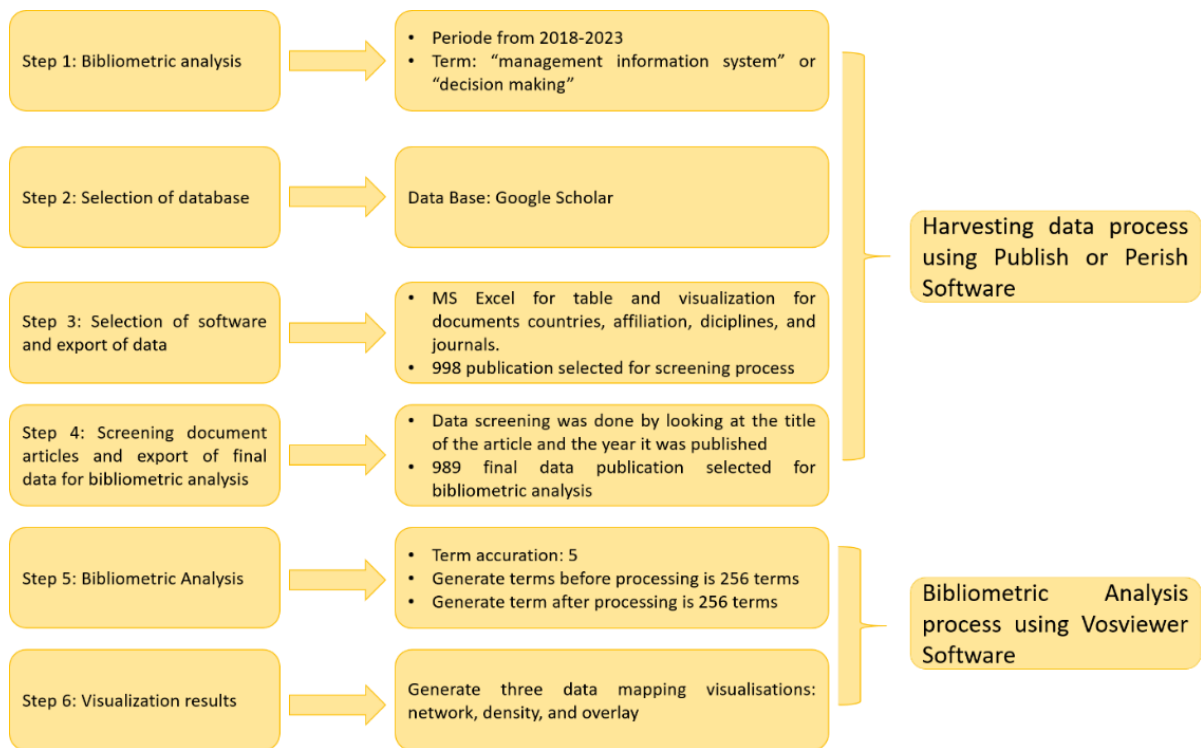 Step 1: Bibliometric analysis
• Periode from 2018-2023
• Term: “management information system” or
“decision making”
Step 2: Selection of database
Data Base: Google Scholar
Step 3: Selection of software
and export of data
• MS Excel for table and visualization for
documents countries, affiliation, diciplines, and
journals.
• 998 publication selected for screening process
Step 4: Screening document
articles and export of final
data for bibliometric analysis
• Data screening was done by looking at the title
of the article and the year it was published
• 989 final data publication selected for
bibliometric analysis
Harvesting data process
using Publish or Perish
Software
Step 5: Bibliometric Analysis
• Term accuration: 5
• Generate terms before processing is 256 terms
• Generate term after processing is 256 terms
Step 6: Visualization results
Generate three data mapping visualisations:
network, density, and overlay
Bibliometric Analysis
process using Vosviewer
Software